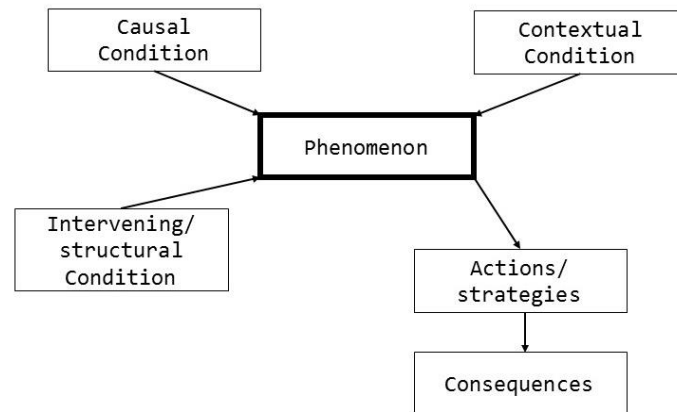 Causal
Condition
Contextual
Condition
Phenomenon
Intervening/
structural
Condition
Actions/
strategies
Consequences